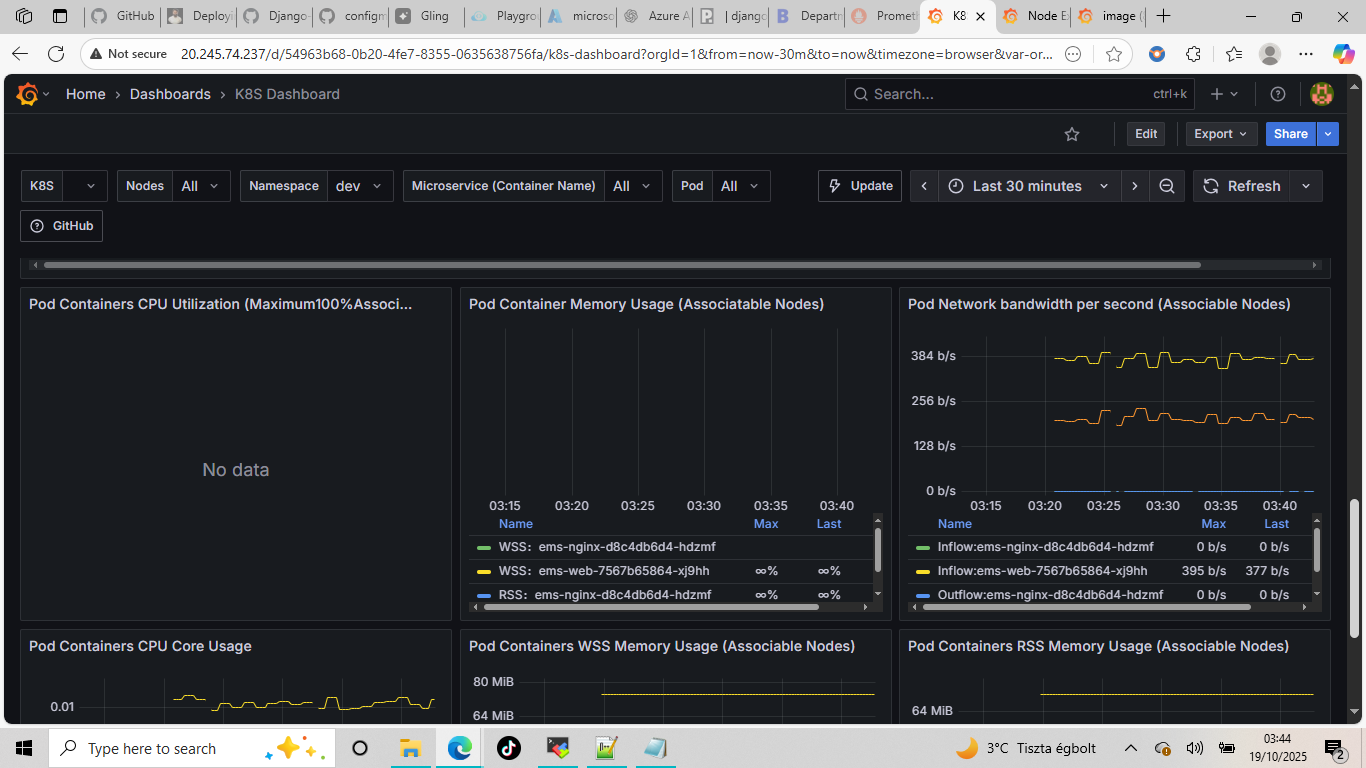 GitHub
Deployi
Django-
configm
Gling
Playgro
microso
Azure A
| django
Departm
Prometh
K8
Node E
image (
Not secure
20.245.74.237/d/54963b68-0b20-4fe7-8355-0635638756fa/k8s-dashboard?orgId=1&from=now-30m&to=now&timezone=browser&var-or...
Home › Dashboards › K8S Dashboard
Search...
ctrl+k
Edit
Export
Share
K8S
Nodes All
Namespace dev
Microservice (Container Name) All
Pod All
Update
Last 30 minutes
Refresh
GitHub
Pod Containers CPU Utilization (Maximum100%Associ...
No data
Pod Container Memory Usage (Associatable Nodes)
03:15 03:20 03:25 03:30 03:35 03:40
Name Max Last
WSS: ems-nginx-d8c4db6d4-hdzmf
WSS: ems-web-7567b65864-xj9hh ∞% ∞%
RSS: ems-nginx-d8c4db6d4-hdzmf ∞% ∞%
Pod Network bandwidth per second (Associable Nodes)
384 b/s
256 b/s
128 b/s
0 b/s
03:15 03:20 03:25 03:30 03:35 03:40
Name Max Last
Inflow:ems-nginx-d8c4db6d4-hdzmf 0 b/s 0 b/s
Inflow:ems-web-7567b65864-xj9hh 395 b/s 377 b/s
Outflow:ems-nginx-d8c4db6d4-hdzmf 0 b/s 0 b/s
Pod Containers CPU Core Usage
0.01
Pod Containers WSS Memory Usage (Associable Nodes)
80 MiB
64 MiB
Pod Containers RSS Memory Usage (Associable Nodes)
64 MiB
Type here to search
3°C Tiszta égbolt
03:44
19/10/2025
2